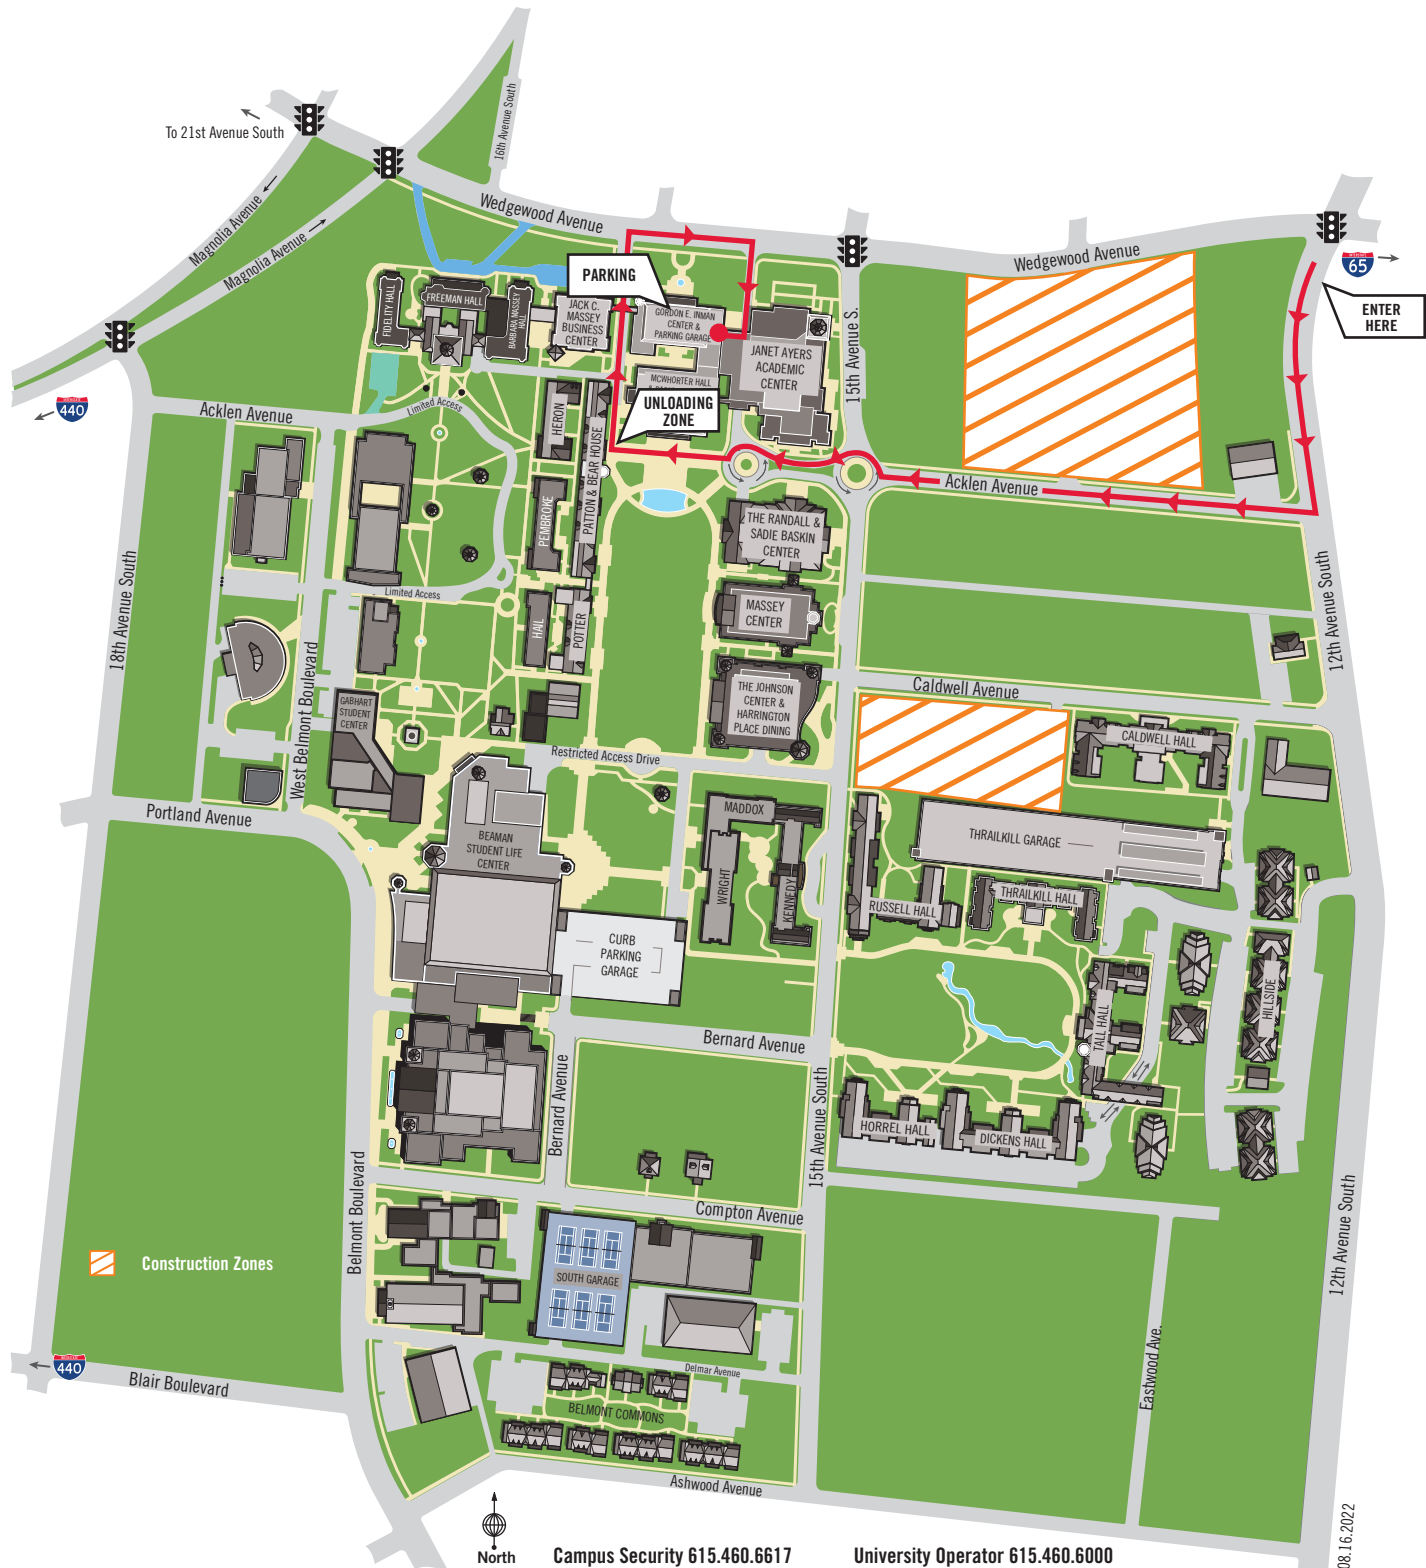 16th Avenue South
To 21st Avenue South
Wedgewood Avenue
Magnolia Avenue
Magnolia Avenue
Wedgewood Avenue
65
ENTER
HERE
PARKING
FIDELITY HALL
FREEMAN HALL
BARBARA MASSEY
HALL
JACK C.
MASSEY
BUSINESS
CENTER
GORDON E. INMAN
CENTER &
PARKING GARAGE
JANET AYERS
ACADEMIC
CENTER
15th Avenue S.
MCWHORTER HALL
UNLOADING
ZONE
440
Acklen Avenue
Limited Access
HERON
PATTON & BEAR HOUSE
PEMBROKE
Acklen Avenue
THE RANDALL &
SADIE BASKIN
CENTER
18th Avenue South
Limited Access
HAIL
POTTER
MASSEY
CENTER
12th Avenue South
West Belmont Boulevard
GABHART
STUDENT
CENTER
THE JOHNSON
CENTER &
HARRINGTON
PLACE DINING
Caldwell Avenue
CALDWELL HALL
Restricted Access Drive
Portland Avenue
BEAMAN
STUDENT LIFE
CENTER
MADDOX
WRIGHT
KENNEDY
THRAILKILL GARAGE
RUSSELL HALL
THRAILKILL HALL
CURB
PARKING
GARAGE
HILLSIDE
TALL HALL
Bernard Avenue
Bernard Avenue
15th Avenue South
HORREL HALL
DICKENS HALL
Belmont Boulevard
Compton Avenue
12th Avenue South
Construction Zones
SOUTH GARAGE
Eastwood Ave.
440
Blair Boulevard
Delmar Avenue
BELMONT COMMONS
Ashwood Avenue
North
Campus Security 615.460.6617
University Operator 615.460.6000
08.16.2022